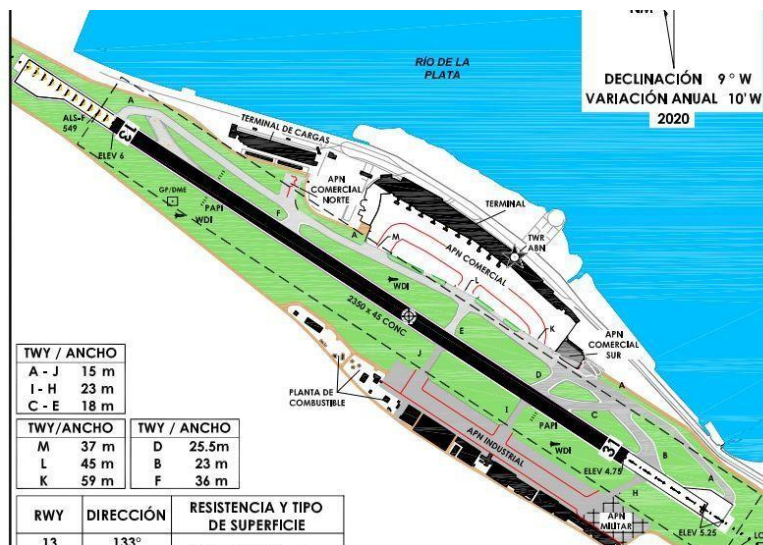 RÍO DE LA
PLATA
DECLINACIÓN 9° W
VARIACIÓN ANUAL 10' W
2020
A
ALS-F
549
13
ELEV 6
TERMINAL DE CARGAS
APN
COMERCIAL
NORTE
TERMINAL
GP/DME
PAPI
WDI
F
A
M
APN COMERCIAL
TWR
ABN
WDI
L
2350 x 45 CONC
E
K
APN
COMERCIAL
SUR
J
D
A
PLANTA DE
COMBUSTIBLE
I
C
PAPI
WDI
APN INDUSTRIAL
31
ELEV 4.75
B
A
H
APN
MILITAR
ELEV 5.25
TWY / ANCHO
A - J 15 m
I - H 23 m
C - E 18 m
TWY/ANCHO
M 37 m
L 45 m
K 59 m
TWY / ANCHO
D 25.5m
B 23 m
F 36 m
RWY DIRECCIÓN RESISTENCIA Y TIPO
DE SUPERFICIE
13 133°